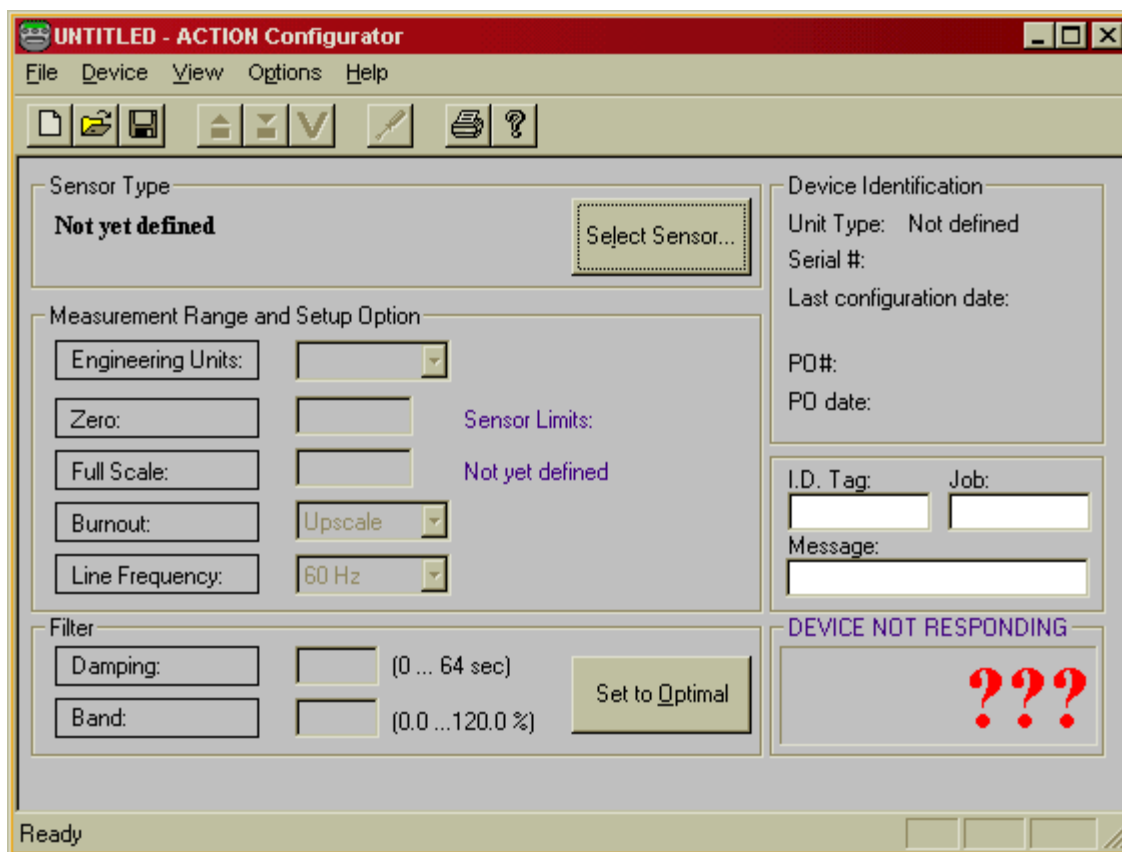 UNTITLED - ACTION Configurator
File Device View Options Help
Sensor Type
Not yet defined
Select Sensor...
Measurement Range and Setup Option
Engineering Units:
Zero:
Sensor Limits:
Full Scale:
Not yet defined
Burnout:
Upscale
Line Frequency:
60 Hz
Filter
Damping:
(0 ... 64 sec)
Band:
(0.0 ...120.0 %)
Set to Optimal
Device Identification
Unit Type: Not defined
Serial #:
Last configuration date:
PO#:
PO date:
I.D. Tag: Job:
Message:
DEVICE NOT RESPONDING
???
Ready